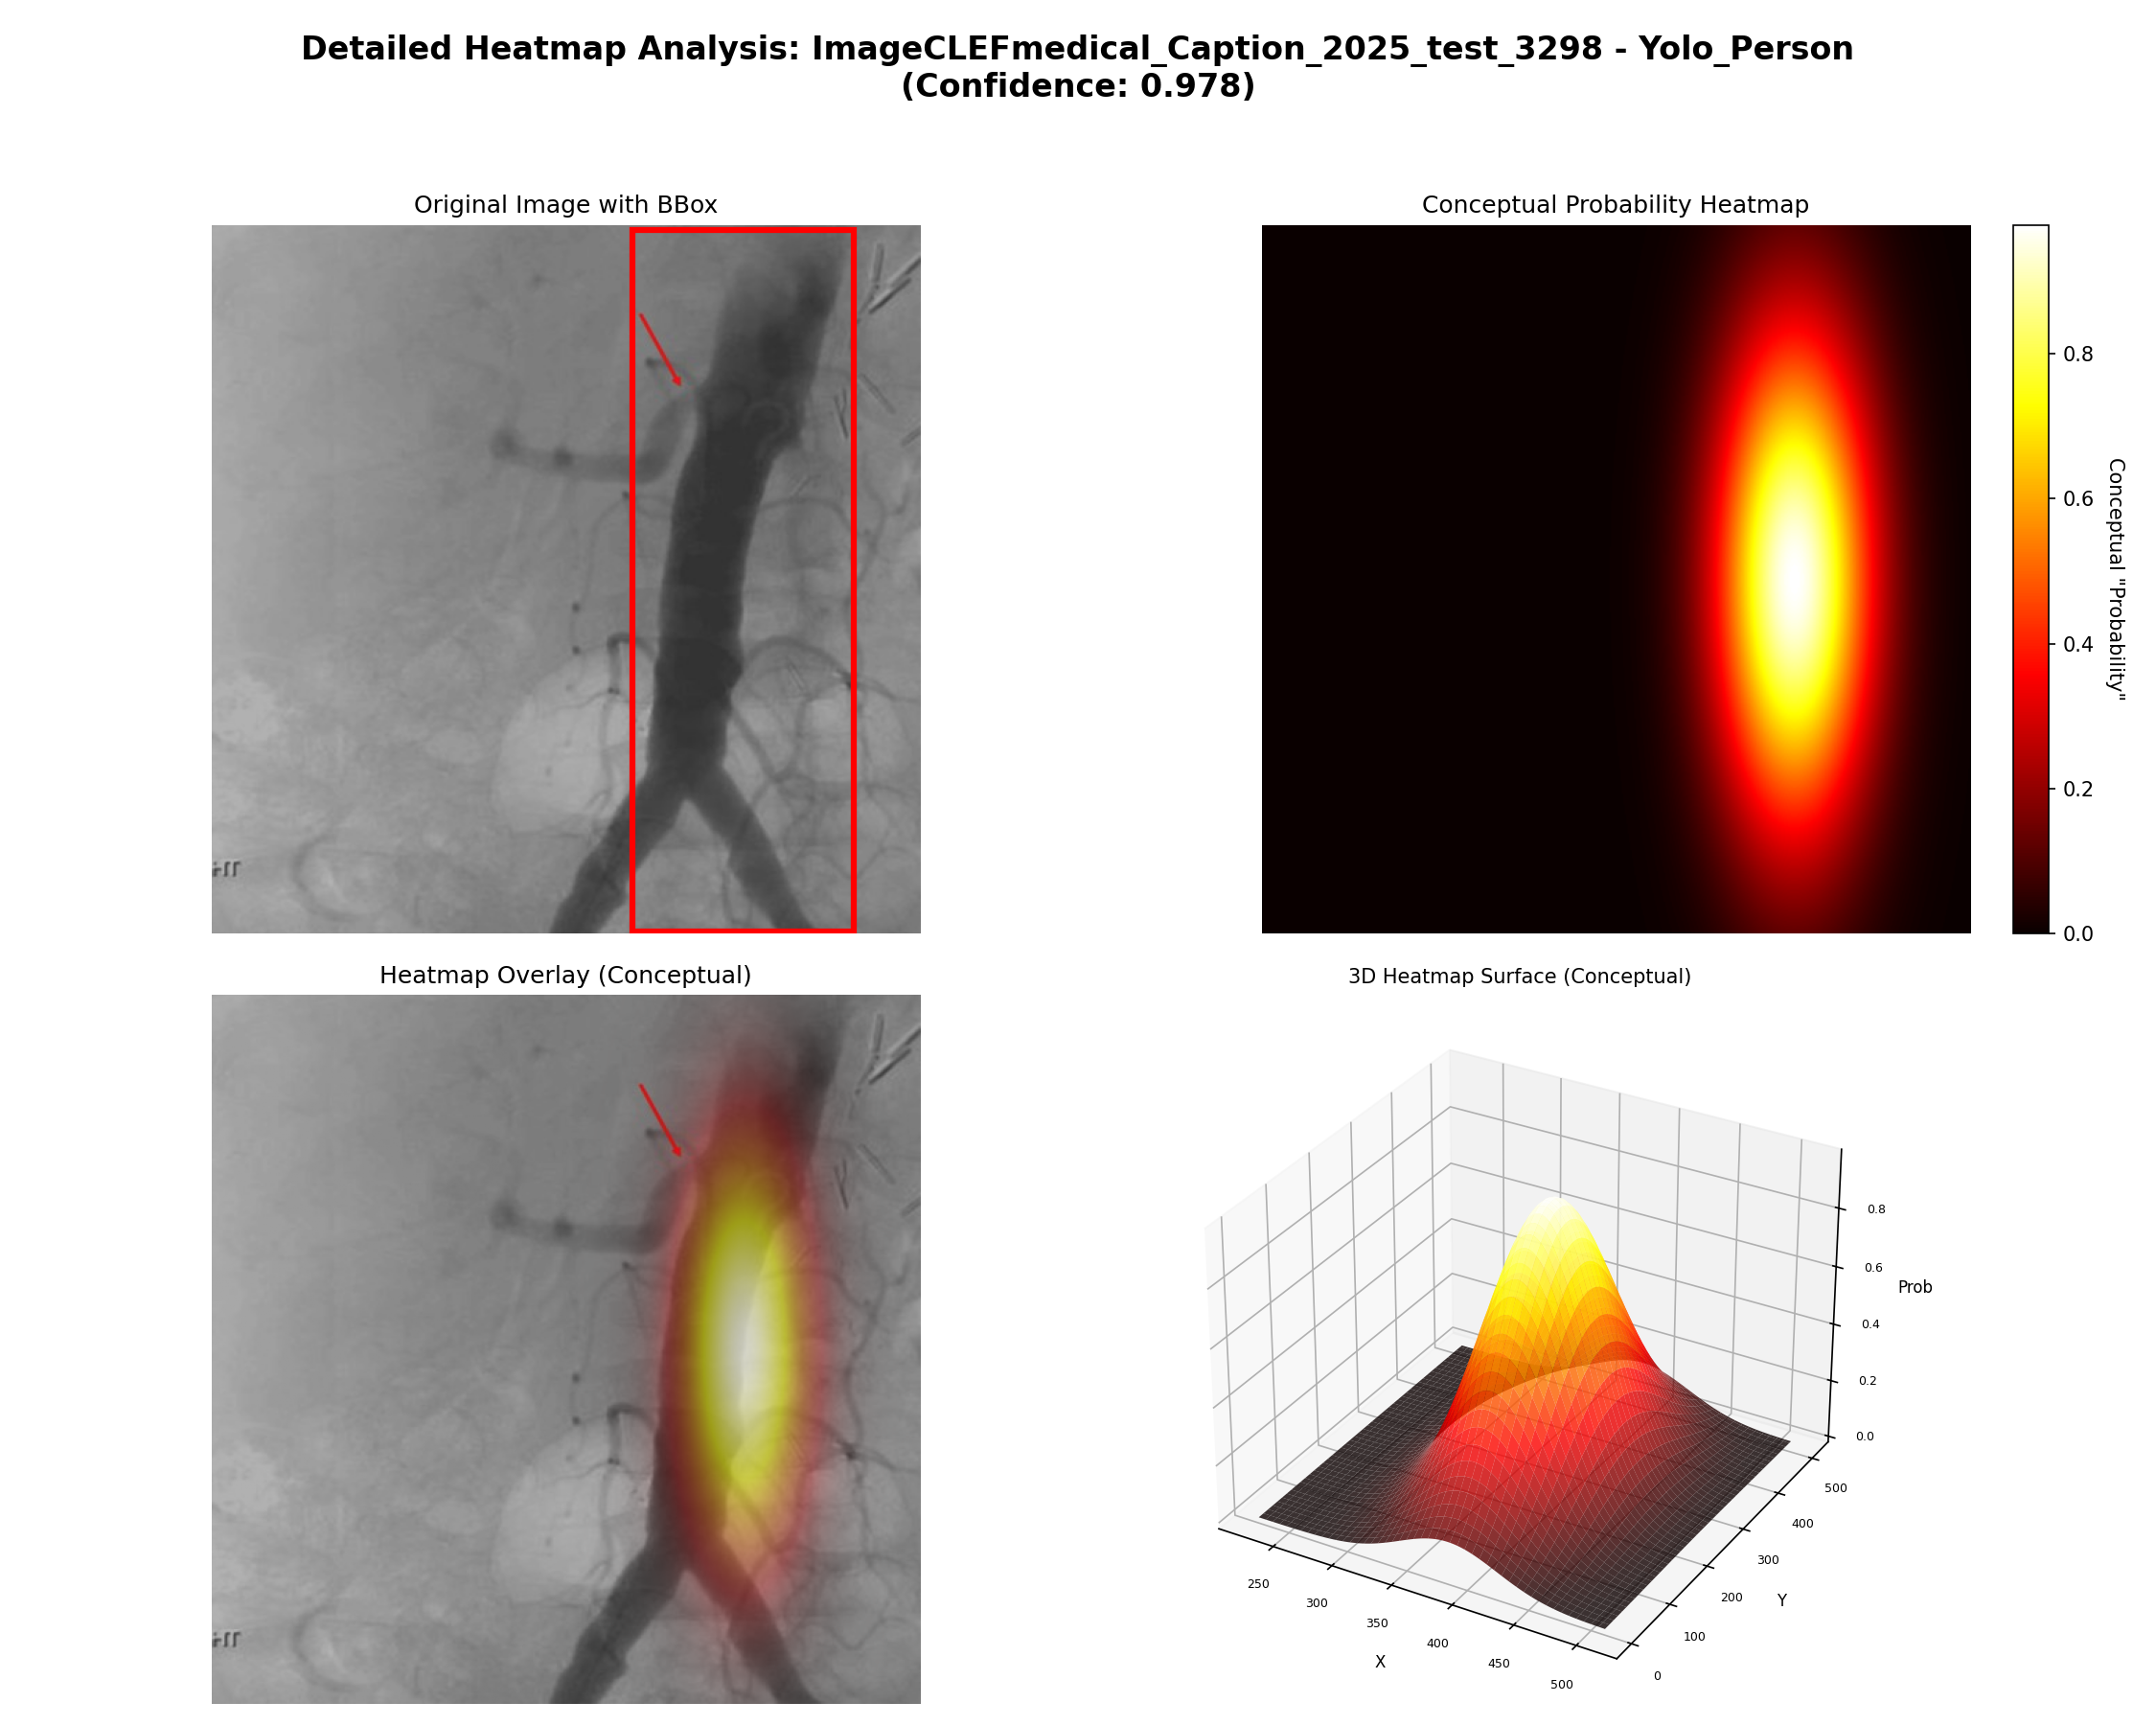 Detailed Heatmap Analysis: ImageCLEFmedical_Caption_2025_test_3298 - Yolo_Person
(Confidence: 0.978)
Original Image with BBox
Conceptual Probability Heatmap
0.8
0.6
0.4
0.2
0.0
Conceptual "Probability"
Heatmap Overlay (Conceptual)
3D Heatmap Surface (Conceptual)
0.8
0.6
0.4
0.2
0.0
Prob
500
400
300
200
100
0
Y
250
300
350
400
450
500
X